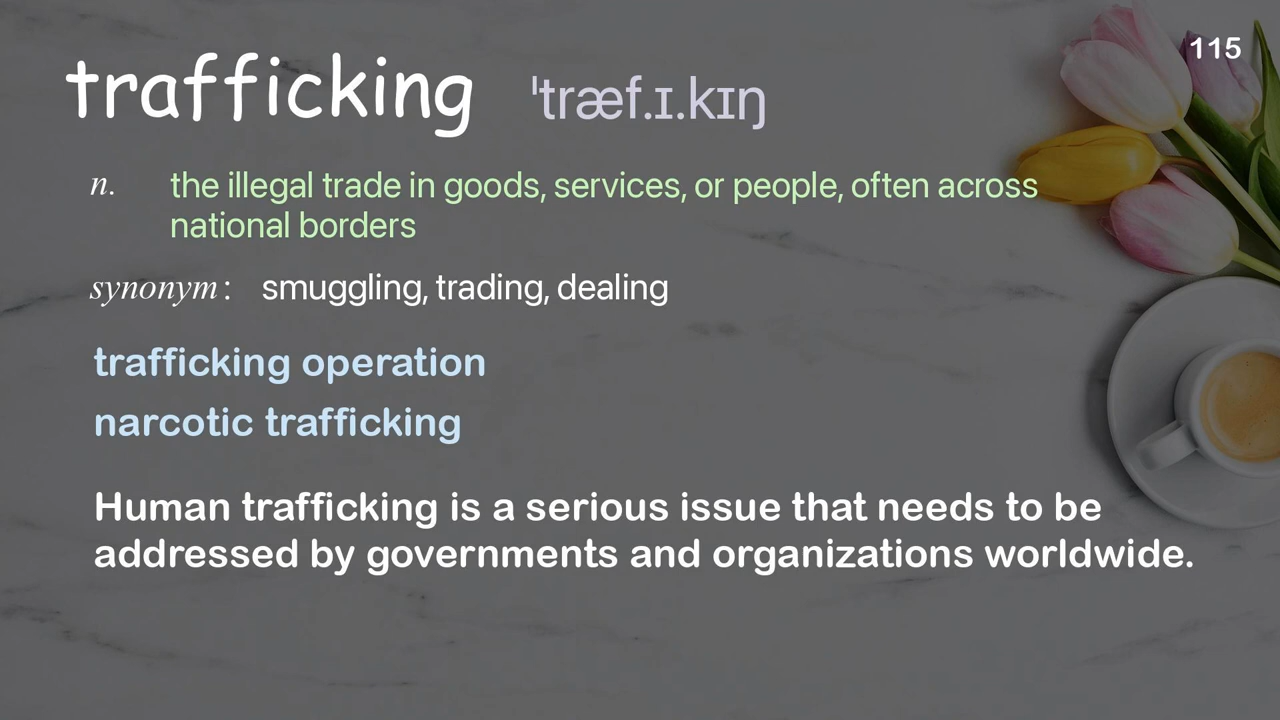 115
trafficking ˈtræf.ɪ.kɪŋ
n. the illegal trade in goods, services, or people, often across
national borders
synonym: smuggling, trading, dealing
trafficking operation
narcotic trafficking
Human trafficking is a serious issue that needs to be
addressed by governments and organizations worldwide.